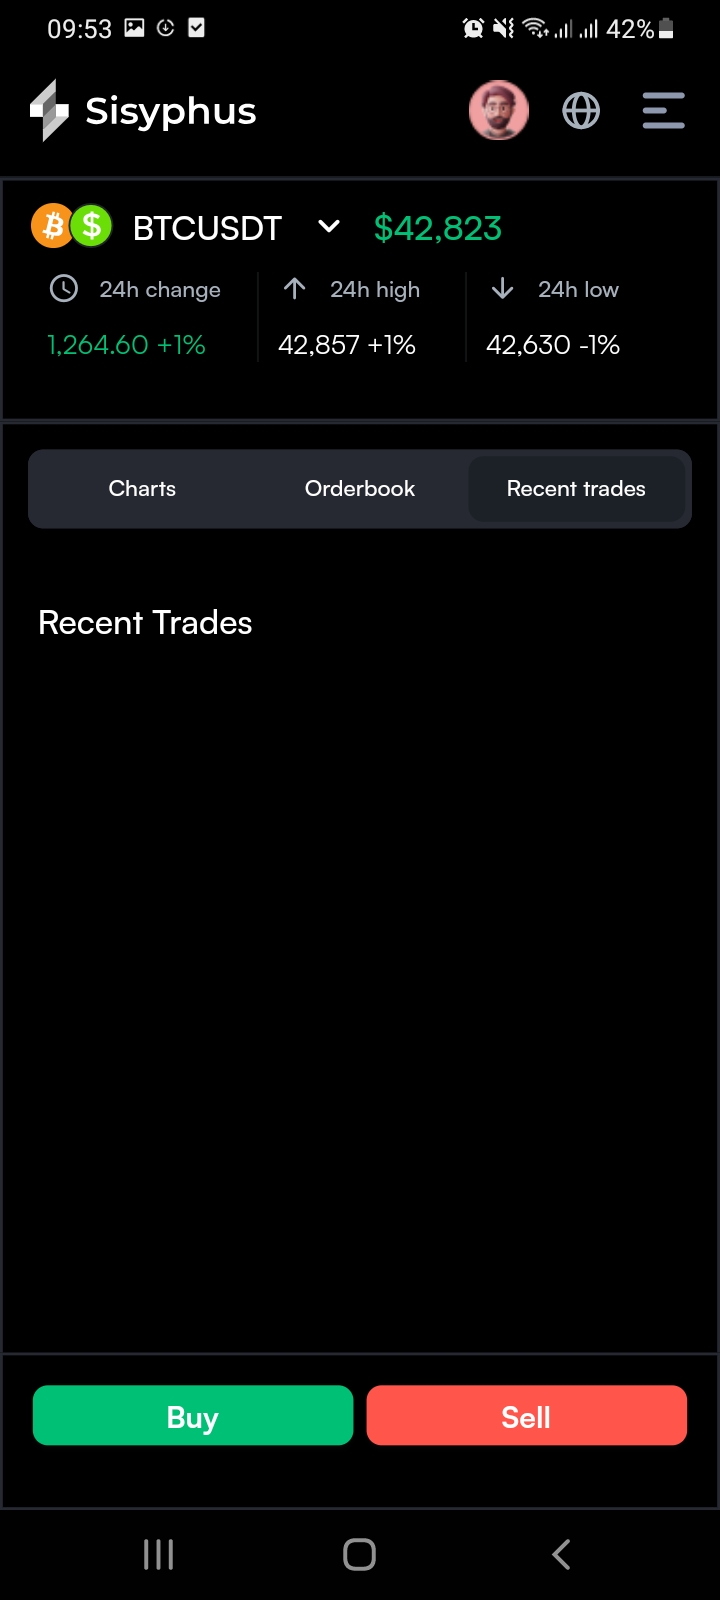 09:53 42%
Sisyphus
BTCUSDT $42,823
24h change 24h high 24h low
1,264.60 +1% 42,857 +1% 42,630 -1%
Charts Orderbook Recent trades
Recent Trades
Buy Sell